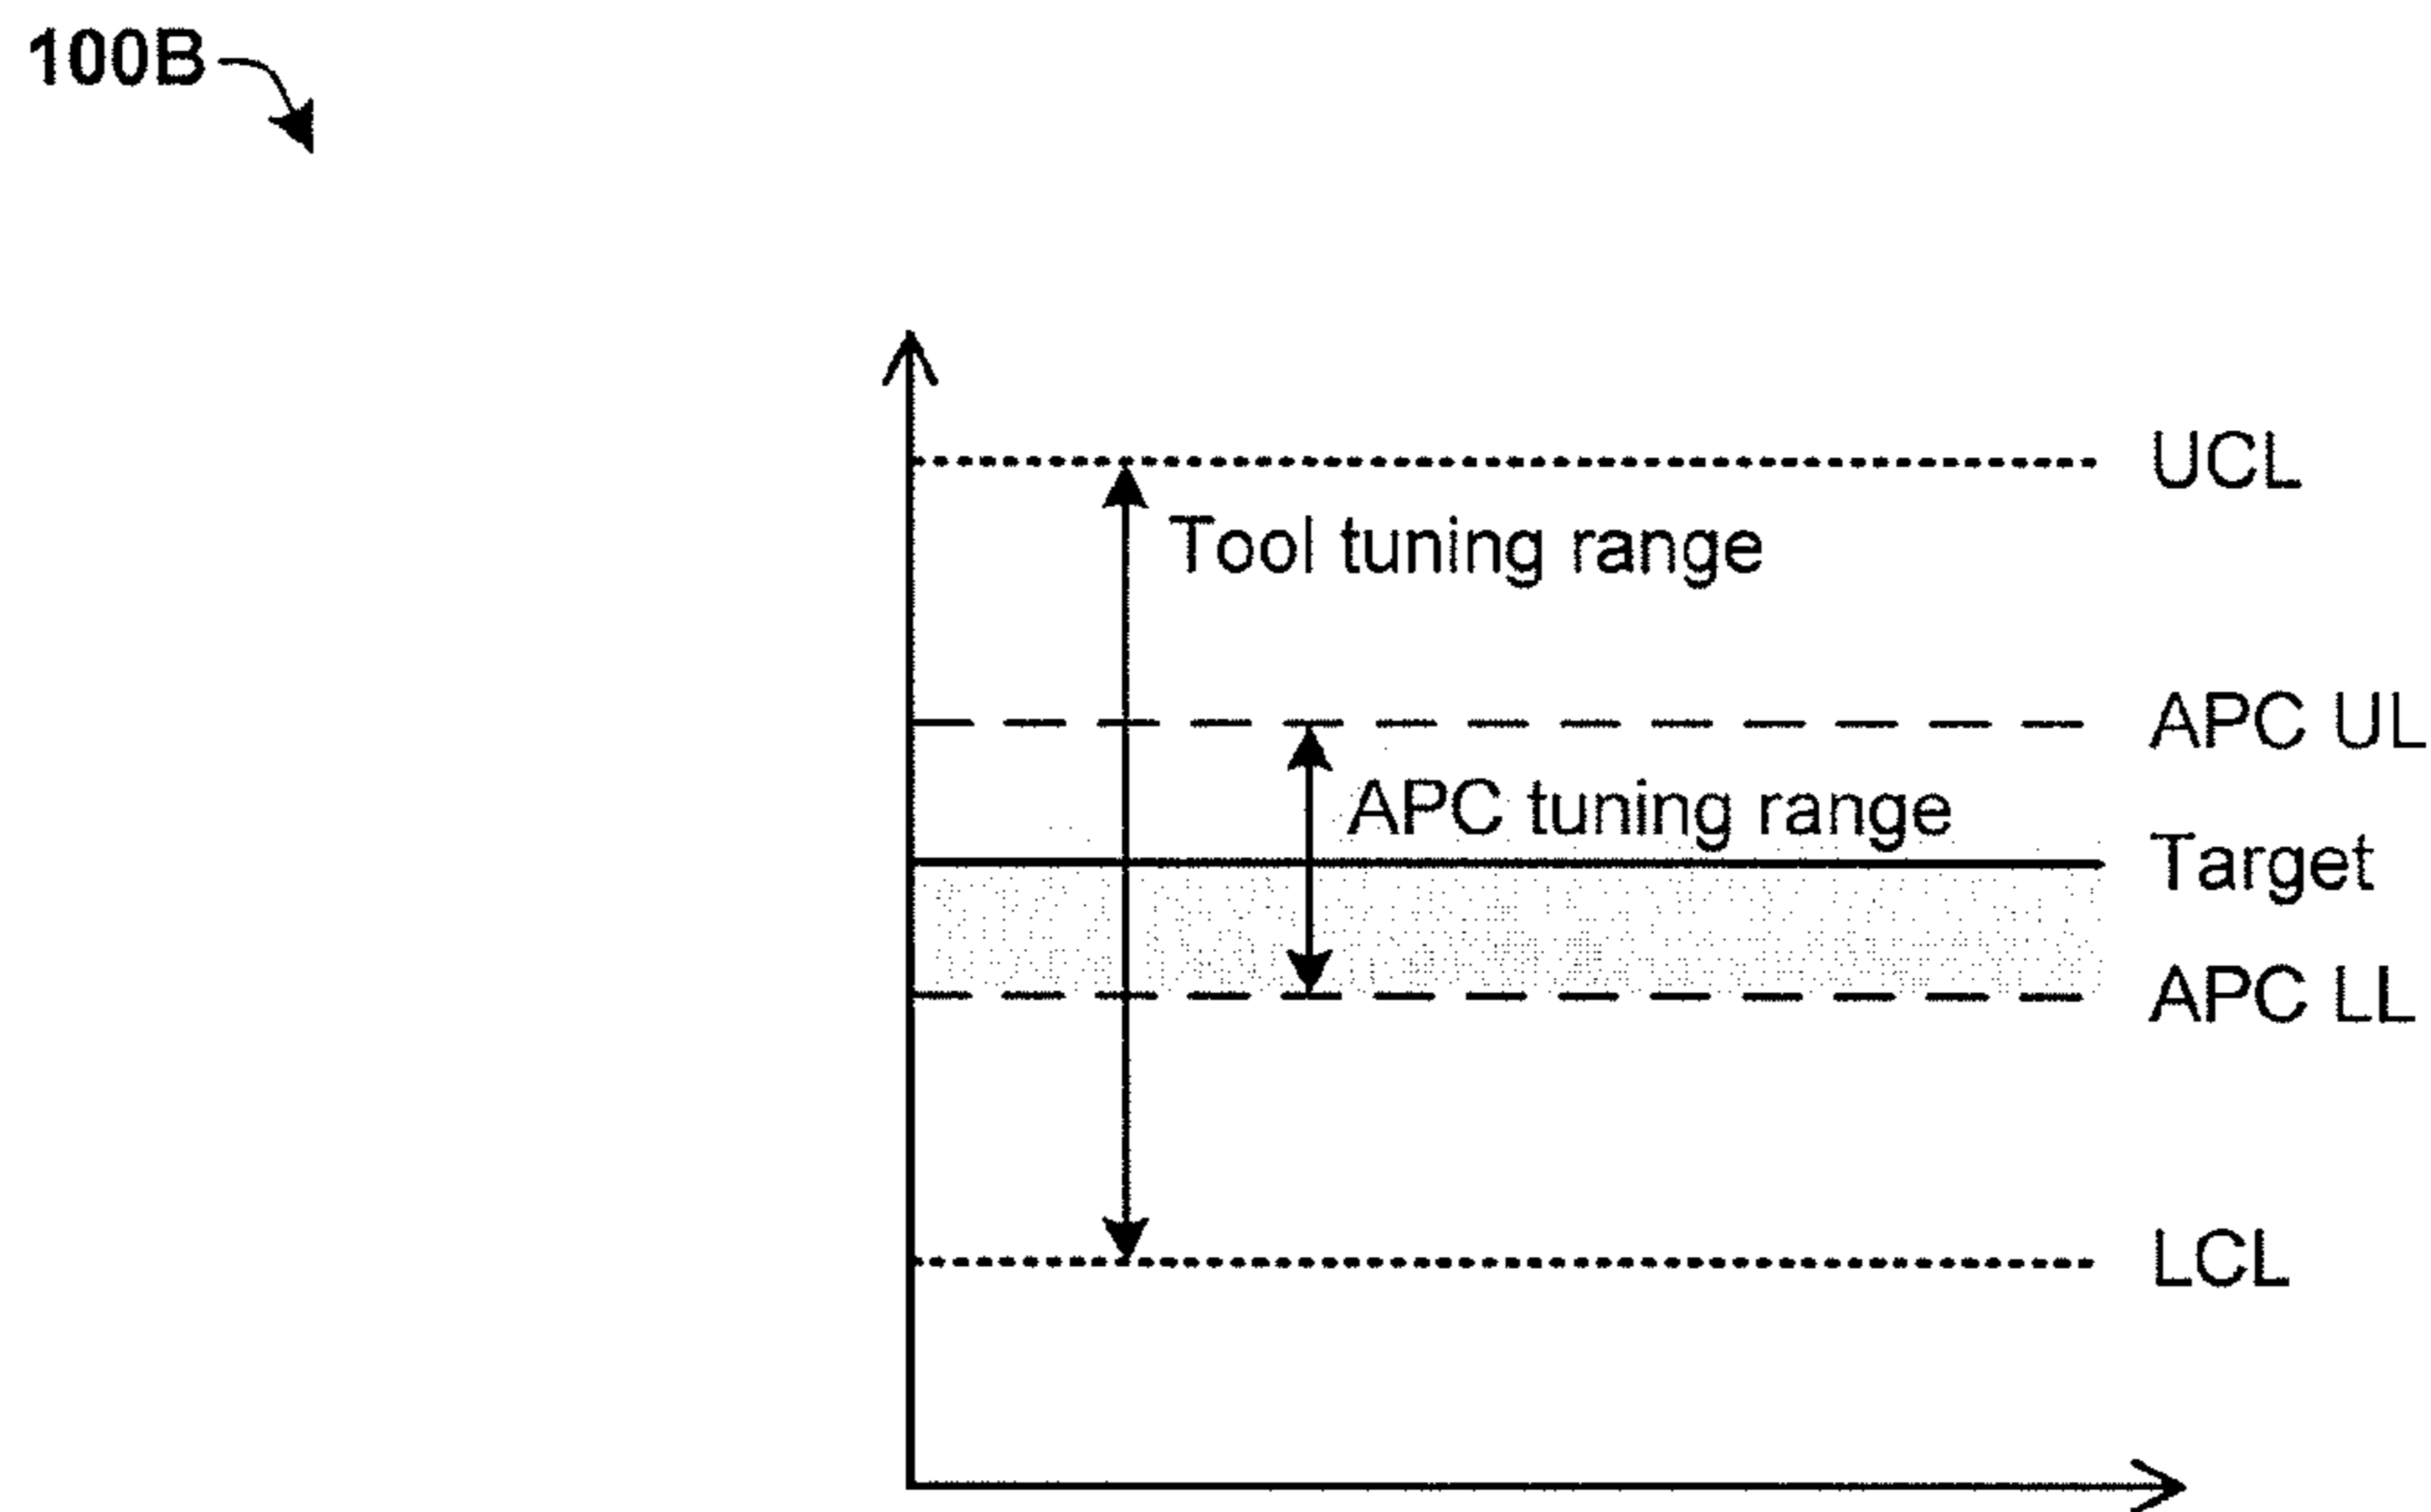 100B
UCL
Tool tuning range
APC UL
APC tuning range
Target
APC LL
LCL